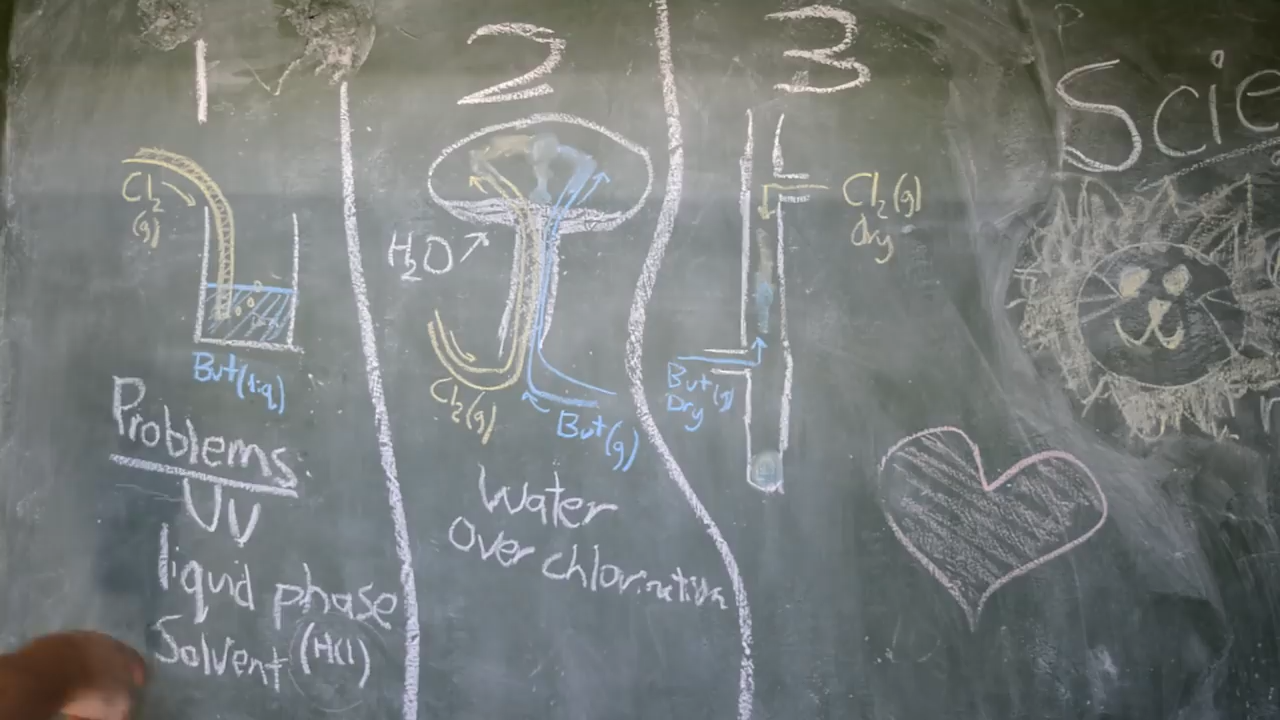 1
Cl₂
(g)
But(liq)
Problems
UV
liquid phase
Solvent (HCl)
2
H₂O
Cl₂(g)
But(g)
Water
Over chlorination
3
Cl₂(g)
dry
But(g)
Dry
Scie